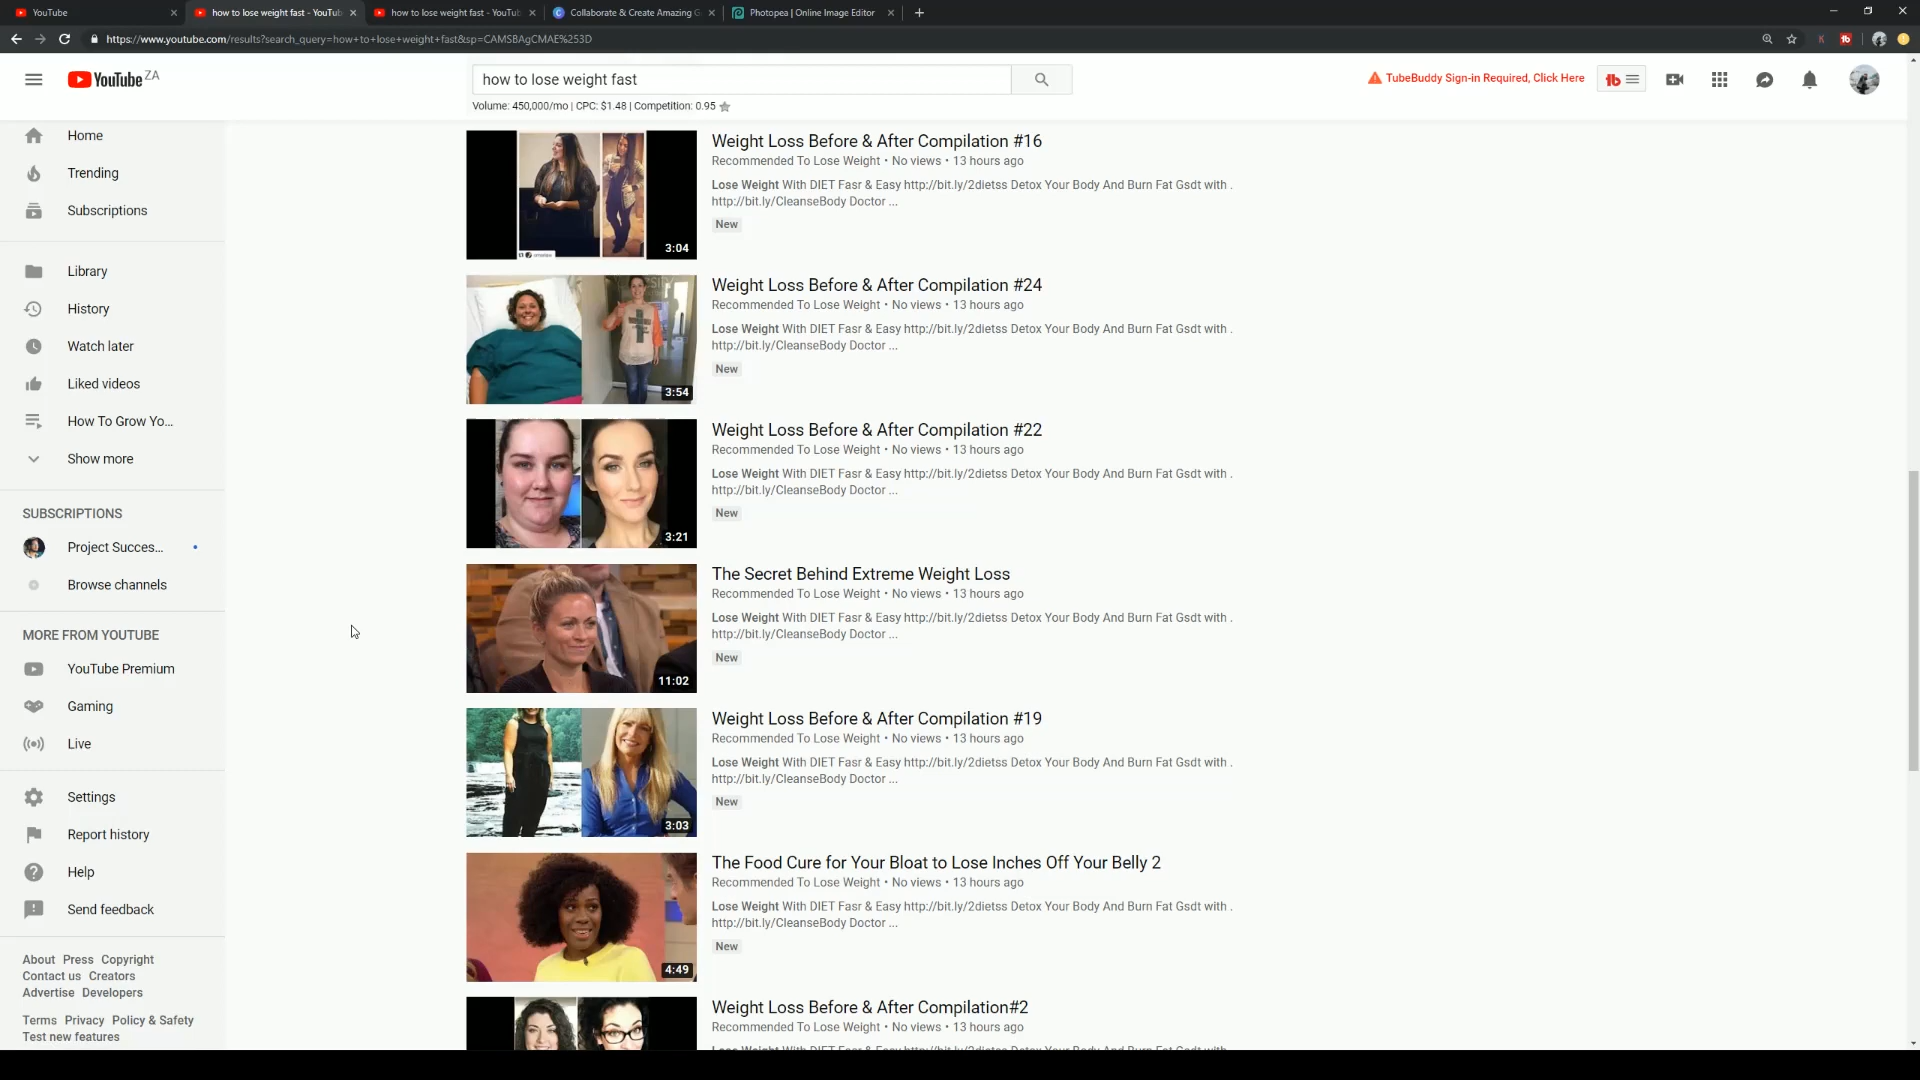 YouTube
how to lose weight fast - YouTub
how to lose weight fast - YouTub
Collaborate & Create Amazing G
Photopea | Online Image Editor
https://www.youtube.com/results?search_query=how+to+lose+weight+fast&sp=CAMSBAgCMAE%253D
YouTube ZA
how to lose weight fast
TubeBuddy Sign-in Required, Click Here
tb
Volume: 450,000/mo | CPC: $1.48 | Competition: 0.95
Home
Trending
Subscriptions
Library
History
Watch later
Liked videos
How To Grow Yo...
Show more
SUBSCRIPTIONS
Project Succes...
Browse channels
MORE FROM YOUTUBE
YouTube Premium
Gaming
Live
Settings
Report history
Help
Send feedback
About Press Copyright
Contact us Creators
Advertise Developers
Terms Privacy Policy & Safety
Test new features
3:04
Weight Loss Before & After Compilation #16
Recommended To Lose Weight • No views • 13 hours ago
Lose Weight With DIET Fasr & Easy http://bit.ly/2dietss Detox Your Body And Burn Fat Gsdt with .
http://bit.ly/CleanseBody Doctor ...
New
3:54
Weight Loss Before & After Compilation #24
Recommended To Lose Weight • No views • 13 hours ago
Lose Weight With DIET Fasr & Easy http://bit.ly/2dietss Detox Your Body And Burn Fat Gsdt with .
http://bit.ly/CleanseBody Doctor ...
New
3:21
Weight Loss Before & After Compilation #22
Recommended To Lose Weight • No views • 13 hours ago
Lose Weight With DIET Fasr & Easy http://bit.ly/2dietss Detox Your Body And Burn Fat Gsdt with .
http://bit.ly/CleanseBody Doctor ...
New
11:02
The Secret Behind Extreme Weight Loss
Recommended To Lose Weight • No views • 13 hours ago
Lose Weight With DIET Fasr & Easy http://bit.ly/2dietss Detox Your Body And Burn Fat Gsdt with .
http://bit.ly/CleanseBody Doctor ...
New
3:03
Weight Loss Before & After Compilation #19
Recommended To Lose Weight • No views • 13 hours ago
Lose Weight With DIET Fasr & Easy http://bit.ly/2dietss Detox Your Body And Burn Fat Gsdt with .
http://bit.ly/CleanseBody Doctor ...
New
4:49
The Food Cure for Your Bloat to Lose Inches Off Your Belly 2
Recommended To Lose Weight • No views • 13 hours ago
Lose Weight With DIET Fasr & Easy http://bit.ly/2dietss Detox Your Body And Burn Fat Gsdt with .
http://bit.ly/CleanseBody Doctor ...
New
Weight Loss Before & After Compilation#2
Recommended To Lose Weight • No views • 13 hours ago